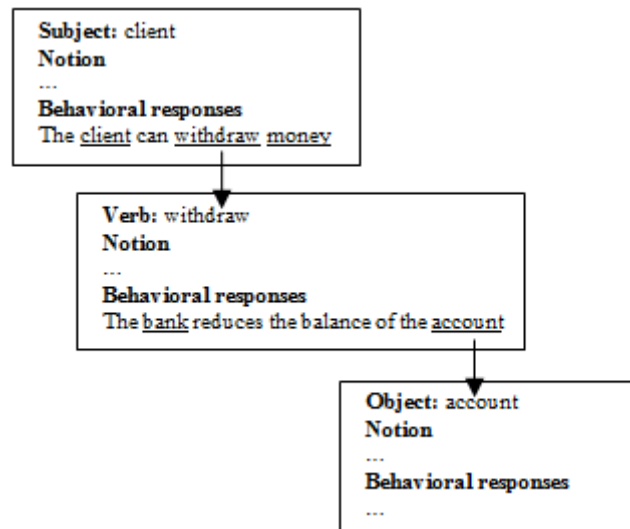 Subject: client
Notion
...
Behavioral responses
The client can withdraw money
Verb: withdraw
Notion
...
Behavioral responses
The bank reduces the balance of the account
Object: account
Notion
...
Behavioral responses
...